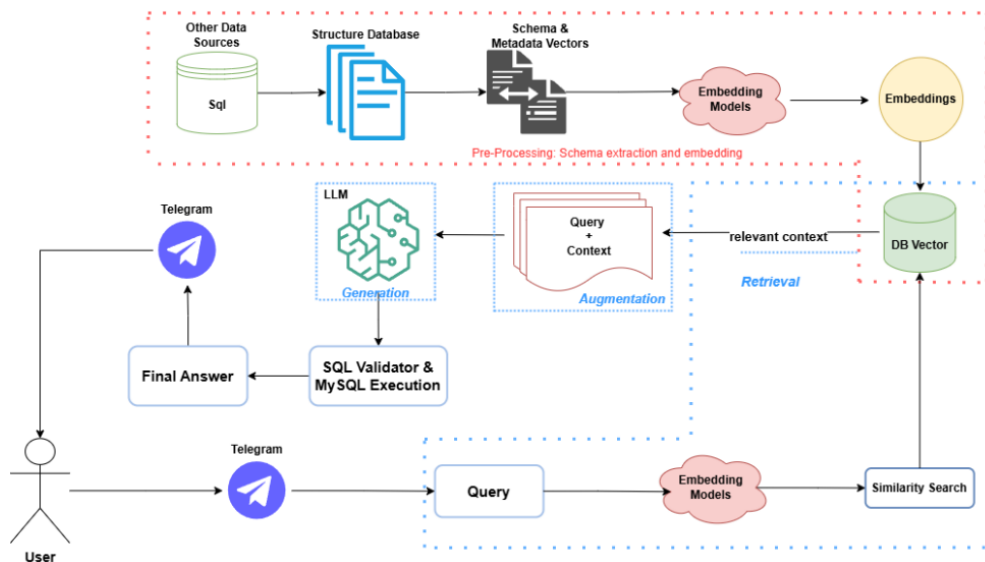 Other Data
Sources
Sql
Structure Database
Schema &
Metadata Vectors
Embedding
Models
Embeddings
Pre-Processing: Schema extraction and embedding
Telegram
LLM
Generation
Query
+
Context
Augmentation
relevant context
Retrieval
DB Vector
Final Answer
SQL Validator &
MySQL Execution
Telegram
Query
Embedding
Models
Similarity Search
User